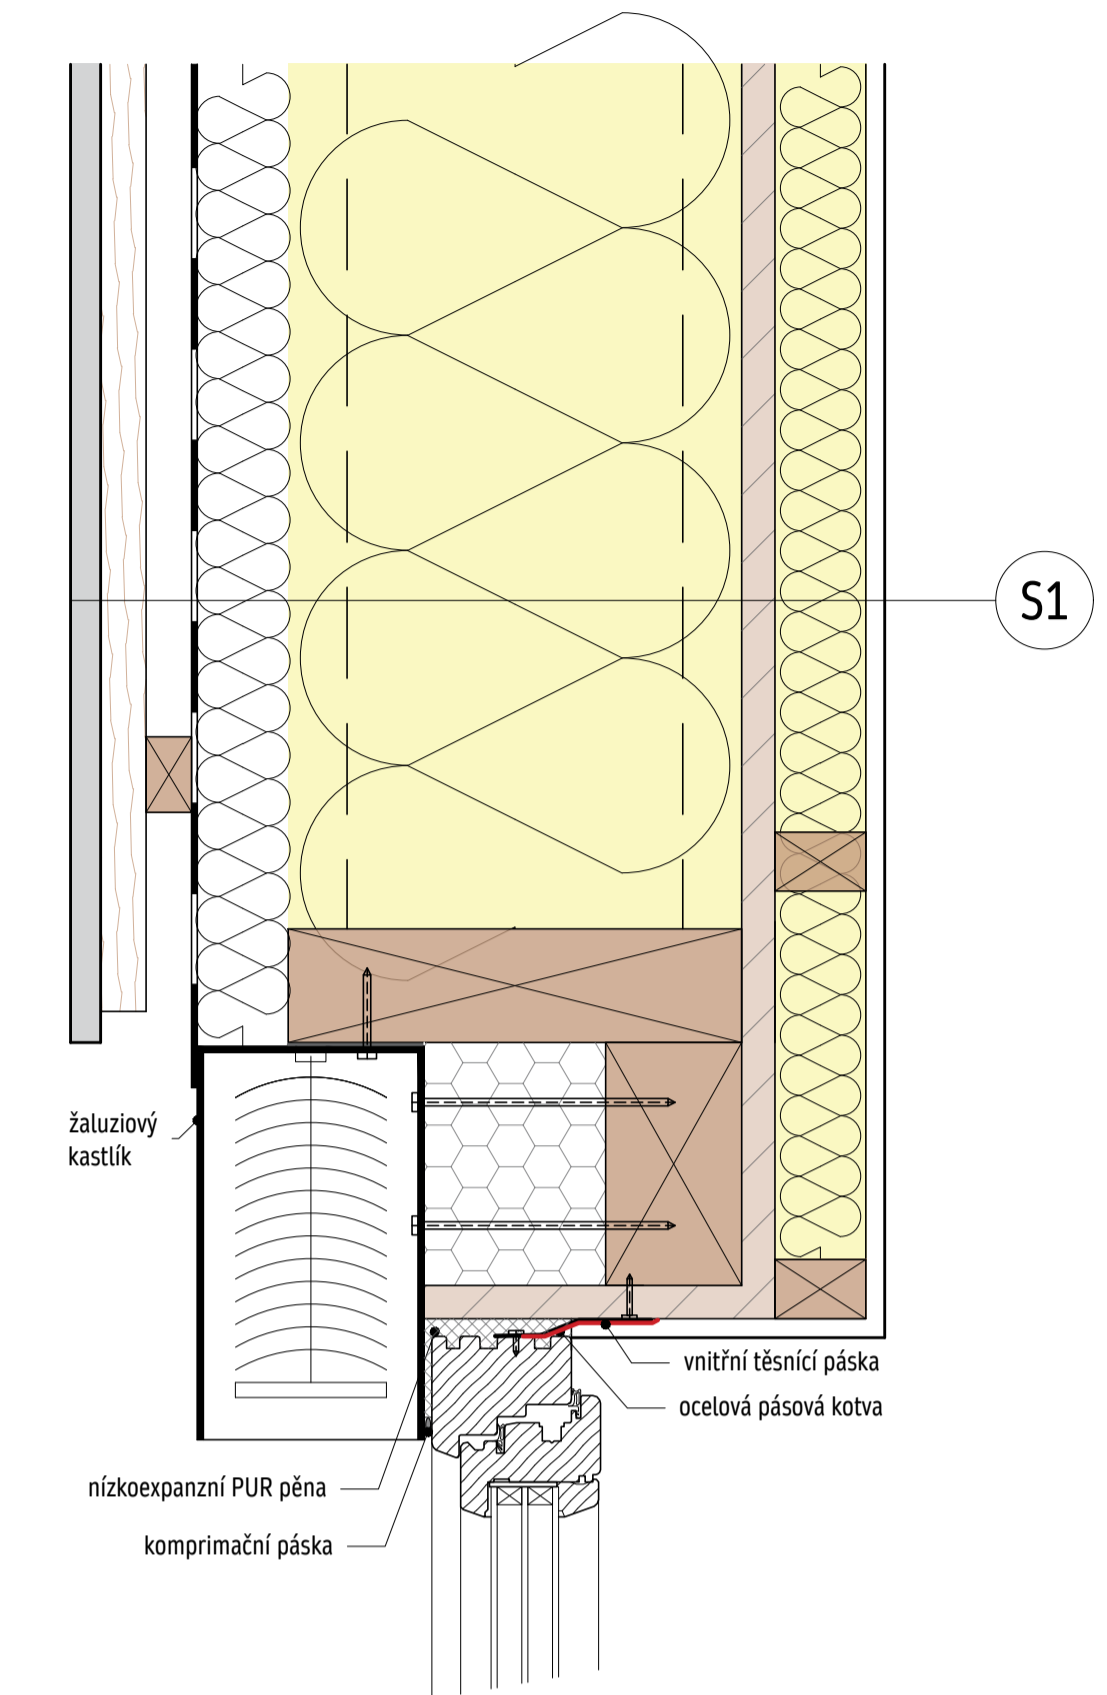 S1
žaluziový
kastlík
vnitřní těsnící páska
ocelová pásová kotva
nízkoexpanzní PUR pěna
komprimační páska